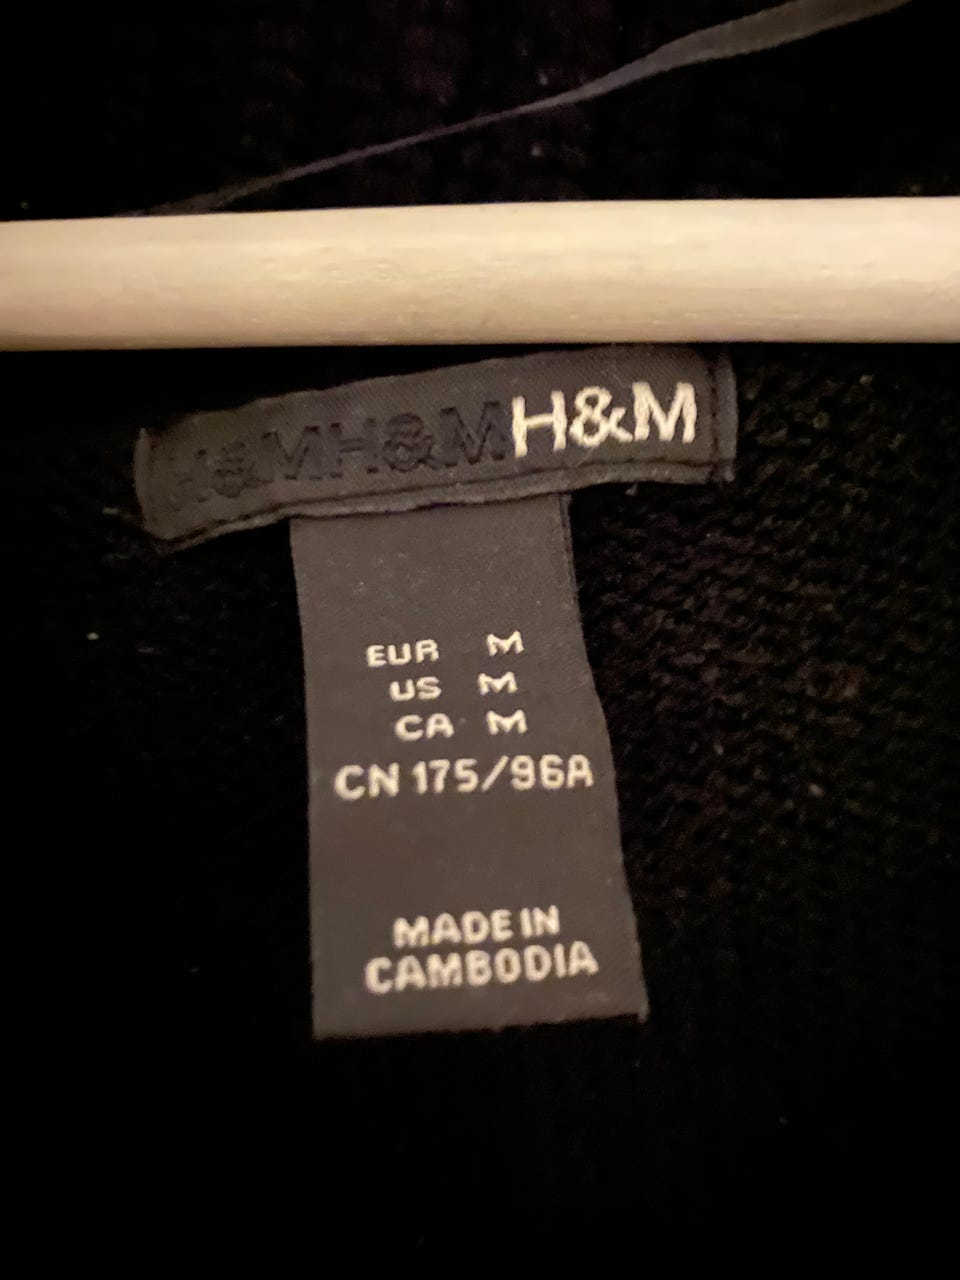 H&MH&MH&M
EUR M
US M
CA M
CN 175/96A
MADE IN
CAMBODIA